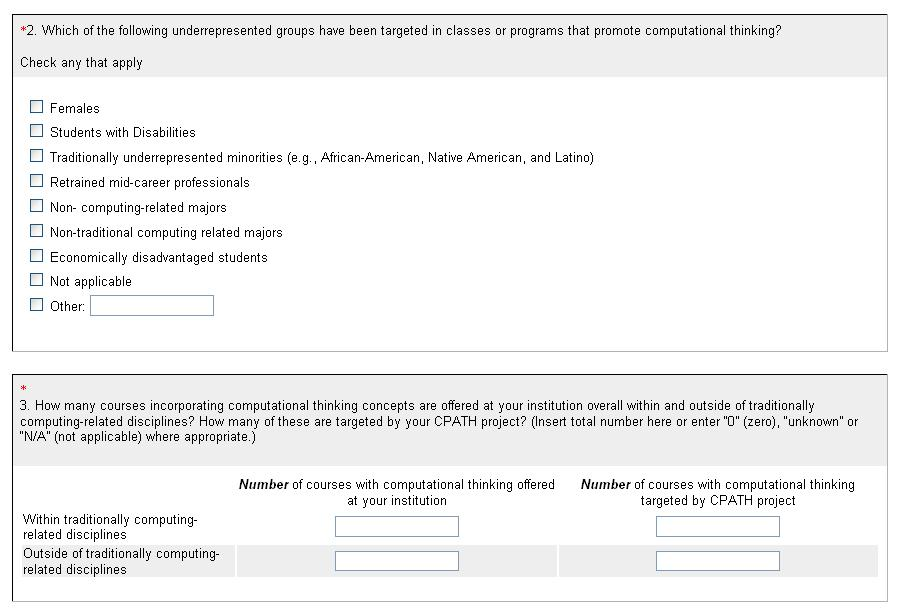 *2. Which of the following underrepresented groups have been targeted in classes or programs that promote computational thinking?
Check any that apply
Females
Students with Disabilities
Traditionally underrepresented minorities (e.g., African-American, Native American, and Latino)
Retrained mid-career professionals
Non- computing-related majors
Non-traditional computing related majors
Economically disadvantaged students
Not applicable
Other:
*
3. How many courses incorporating computational thinking concepts are offered at your institution overall within and outside of traditionally
computing-related disciplines? How many of these are targeted by your CPATH project? (Insert total number here or enter "0" (zero), "unknown" or
"N/A" (not applicable) where appropriate.)
Number of courses with computational thinking offered
at your institution
Number of courses with computational thinking
targeted by CPATH project
Within traditionally computing-
related disciplines
Outside of traditionally computing-
related disciplines